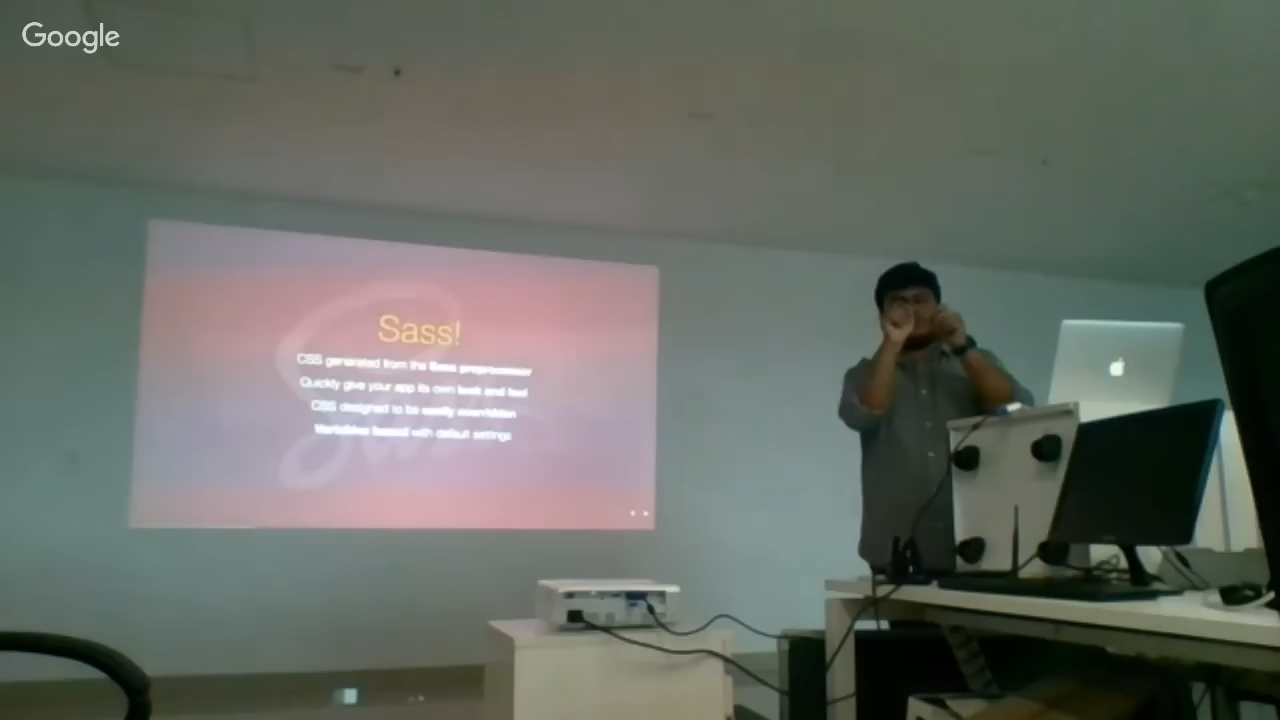 Google
Sass!
CSS generated from the Sass preprocessor
Quickly give your app its own look and feel
CSS designed to be easily overridden
Variables based with default settings